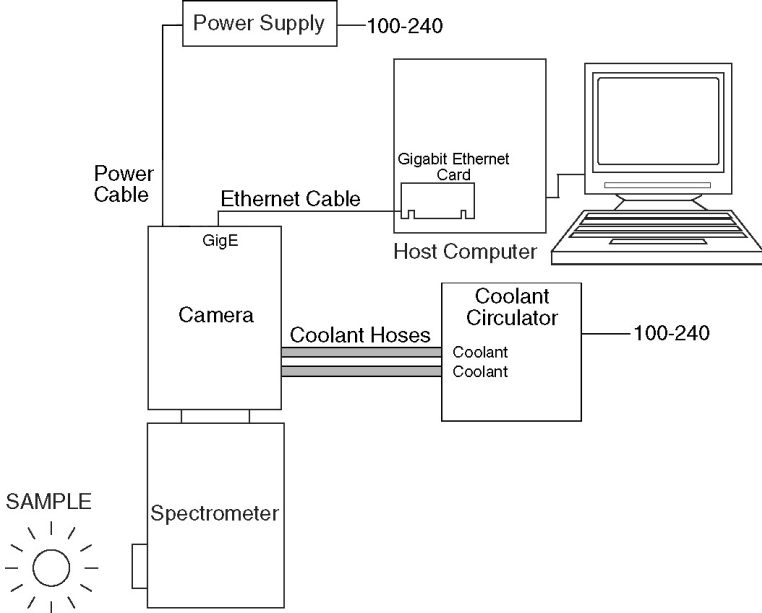 Power Supply
100-240
Gigabit Ethernet
Card
Power
Cable
Ethernet Cable
GigE
Host Computer
Camera
Coolant
Circulator
Coolant Hoses
100-240
Coolant
Coolant
SAMPLE
Spectrometer